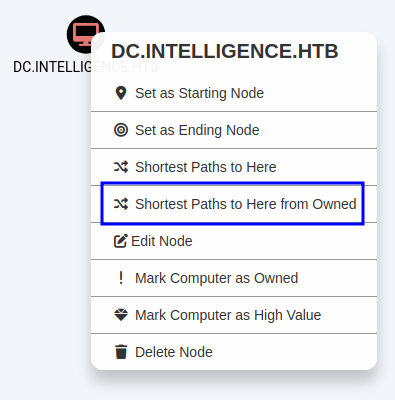 DC.INTELLIGENCE.HTB
DC.INTELLIGENCE.HTB
Set as Starting Node
Set as Ending Node
Shortest Paths to Here
Shortest Paths to Here from Owned
Edit Node
Mark Computer as Owned
Mark Computer as High Value
Delete Node